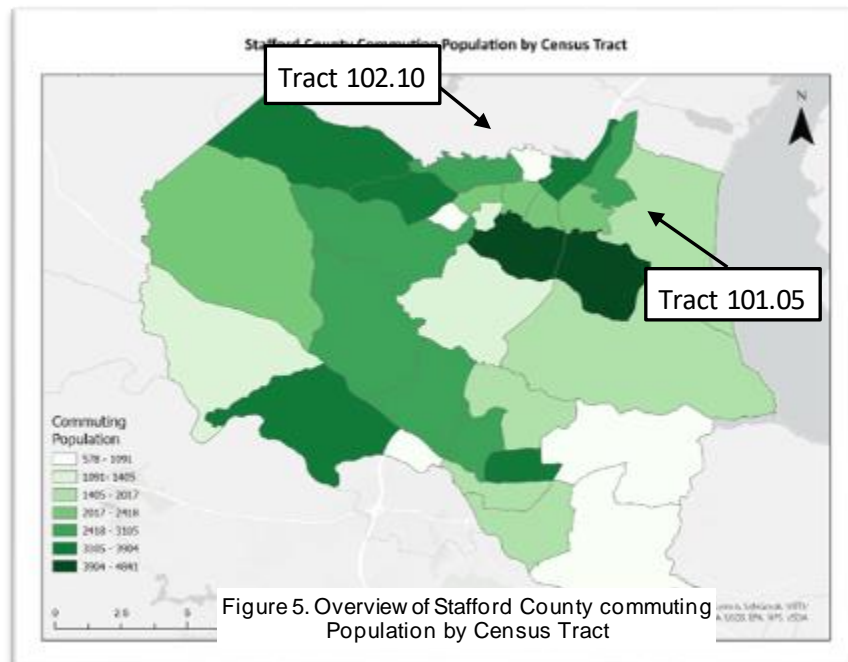 Stafford County Commuting Population by Census Tract
Tract 102.10
N
Tract 101.05
Commuting
Population
578 - 1091
1091 - 1405
1405 - 2017
2017 - 2418
2418 - 3105
3105 - 3904
3904 - 4841
0 2.5 5
Figure 5. Overview of Stafford County commuting
Population by Census Tract